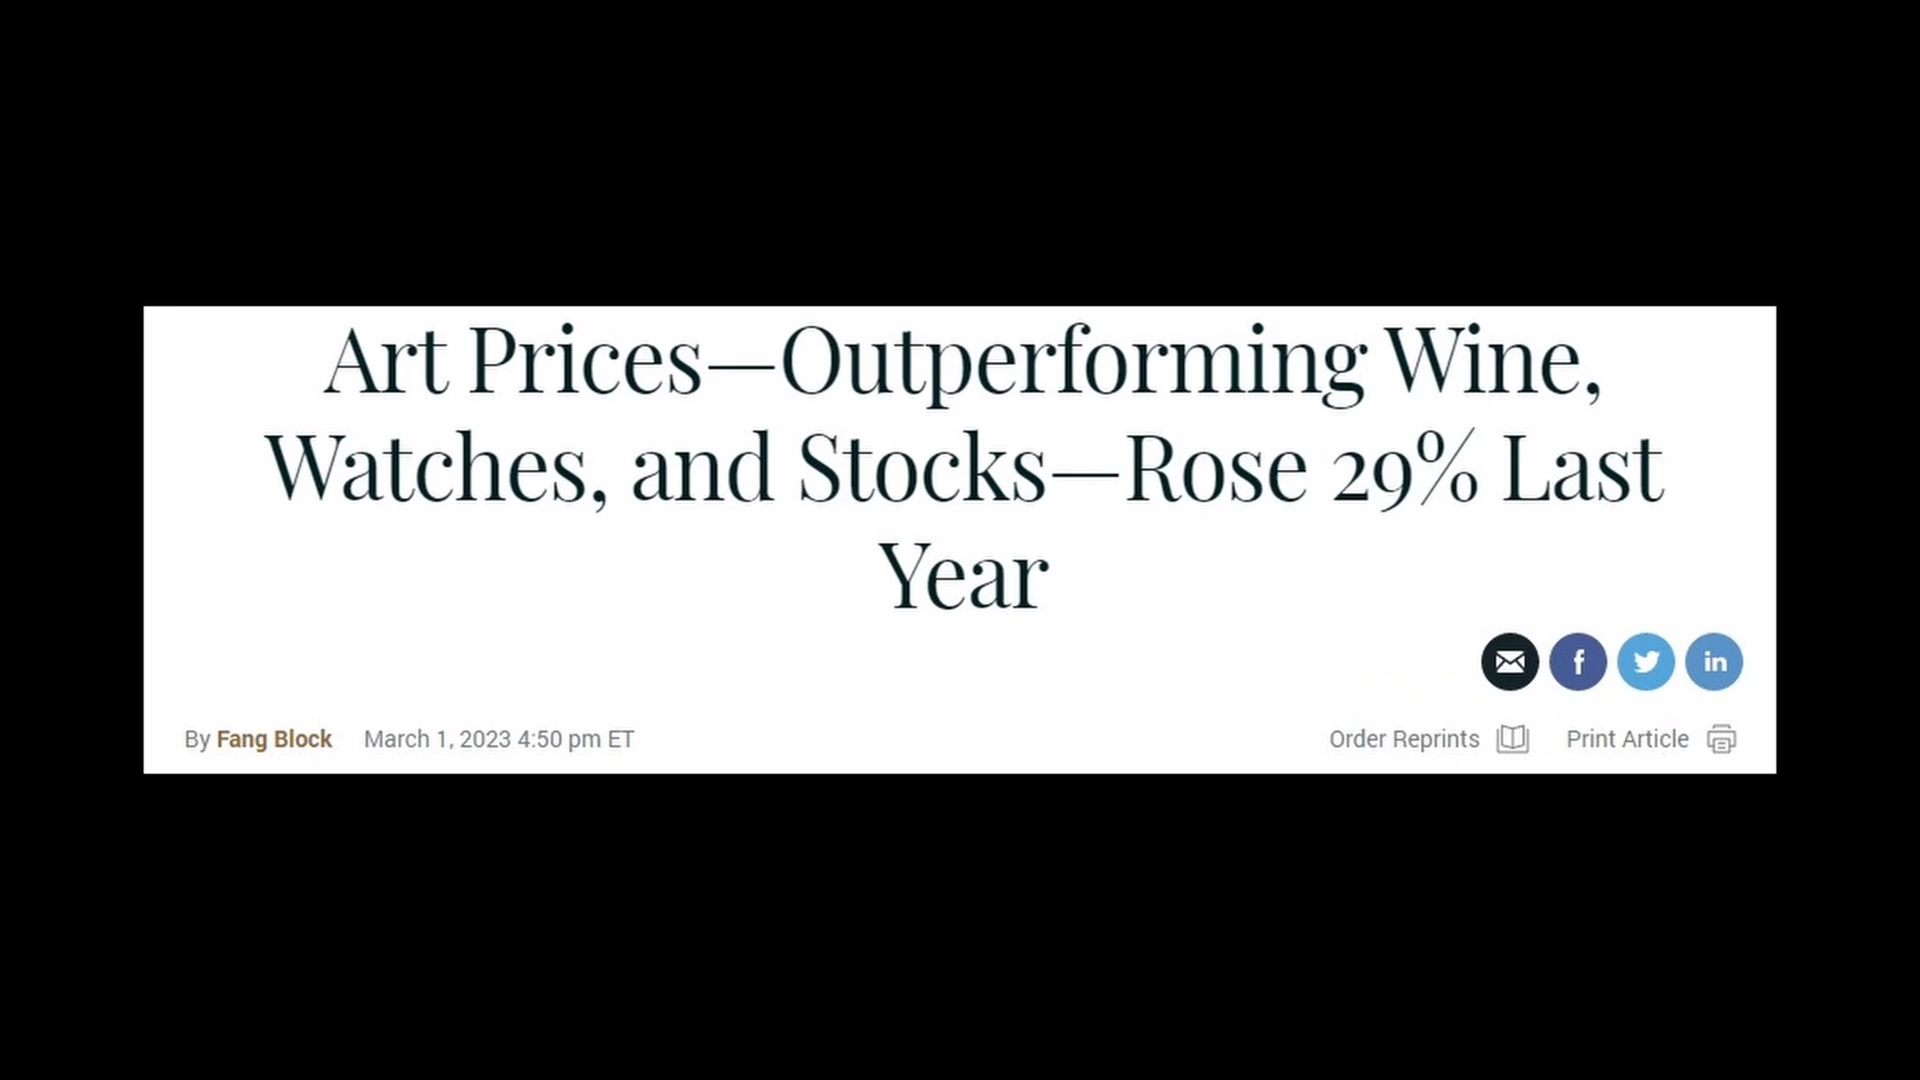 Art Prices—Outperforming Wine,
Watches, and Stocks—Rose 29% Last
Year
f
in
By Fang Block March 1, 2023 4:50 pm ET
Order Reprints Print Article